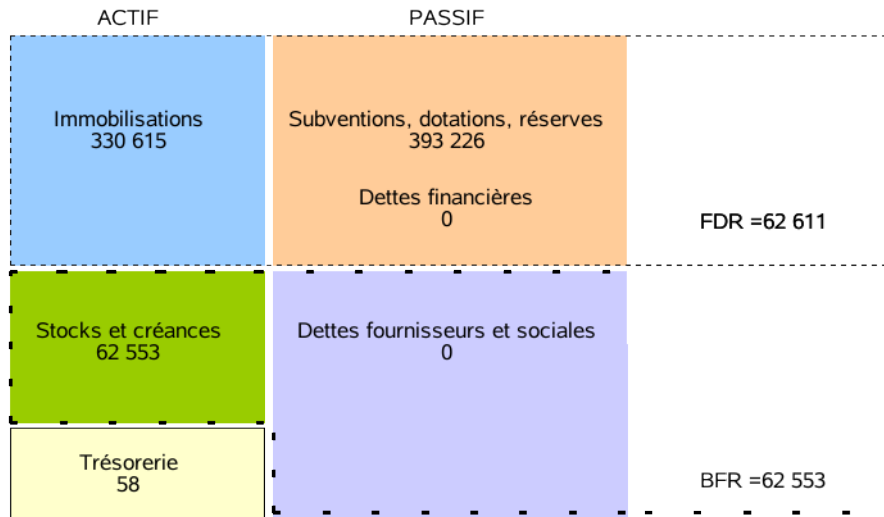 ACTIF
PASSIF
Immobilisations
330 615
Subventions, dotations, réserves
393 226
Dettes financières
0
FDR =62 611
Stocks et créances
62 553
Dettes fournisseurs et sociales
0
Trésorerie
58
BFR =62 553